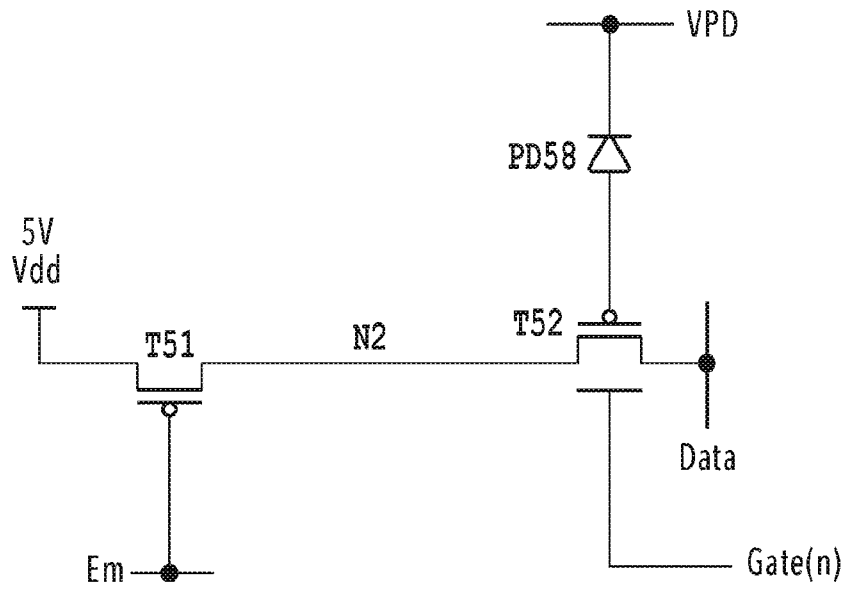 VPD
PD58
5V
Vdd
T51
N2
T52
Data
Em
Gate(n)